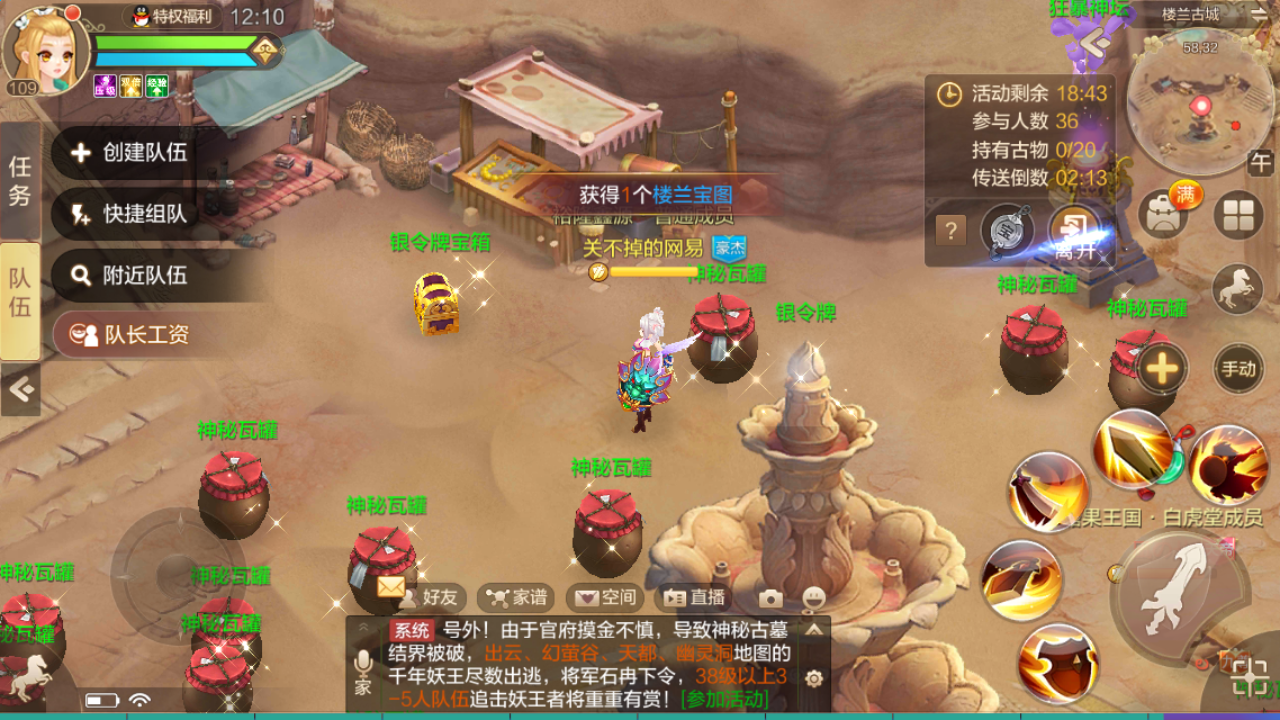 特权福利 12:10
109
压级 双倍 经验
任务
队伍
创建队伍
快捷组队
附近队伍
队长工资
狂暴神坛
楼兰古城
58,32
午
活动剩余 18:43
参与人数 36
持有古物 0/20
传送倒数 02:13
?
宝
离开
满
获得1个楼兰宝图
关不掉的网易 豪杰
银令牌宝箱
神秘瓦罐
银令牌
神秘瓦罐
神秘瓦罐
手动
神秘瓦罐
神秘瓦罐
神秘瓦罐
果王国·白虎堂成员
神秘瓦罐
神秘瓦罐
神秘瓦罐
秘瓦罐
好友 家谱 空间 直播
家
系统 号外！由于官府摸金不慎，导致神秘古墓
结界被破，出云、幻萤谷、天都、幽灵洞地图的
千年妖王尽数出逃，将军石冉下令，38级以上3
-5人队伍追击妖王者将重重有赏！[参加活动]